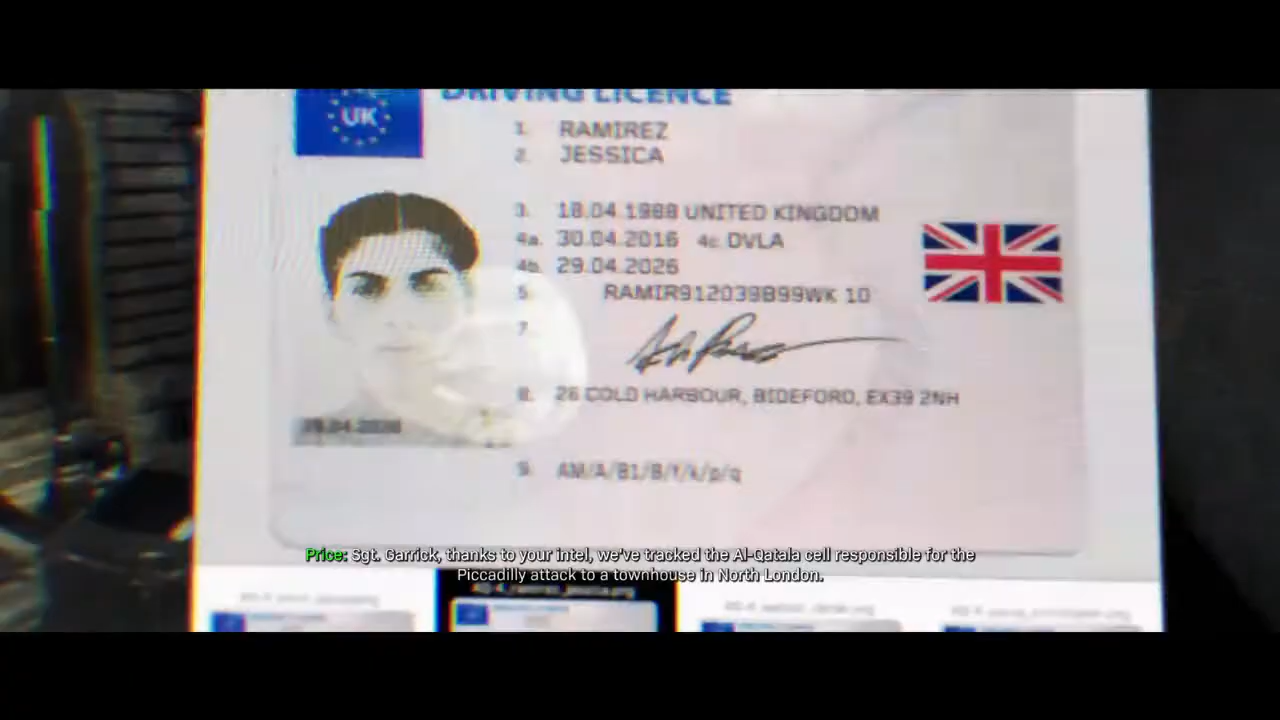 DRIVING LICENCE
UK
1. RAMIREZ
2. JESSICA
3. 18.04.1988 UNITED KINGDOM
4a. 30.04.2016 4c. DVLA
4b. 29.04.2026
5. RAMIR912039B99WK 10
7.
8. 26 COLD HARBOUR, BIDEFORD, EX39 2NH
9. AM/A/B1/B/f/k/p/q
Price: Sgt. Garrick, thanks to your intel, we've tracked the Al-Qatala cell responsible for the
Piccadilly attack to a townhouse in North London.